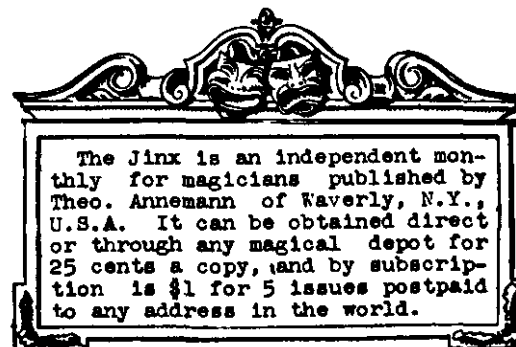 The Jinx is an independent mon-
thly for magicians published by
Theo. Annemann of Waverly, N.Y.,
U.S.A. It can be obtained direct
or through any magical depot for
25 cents a copy, and by subscrip-
tion is $1 for 5 issues postpaid
to any address in the world.